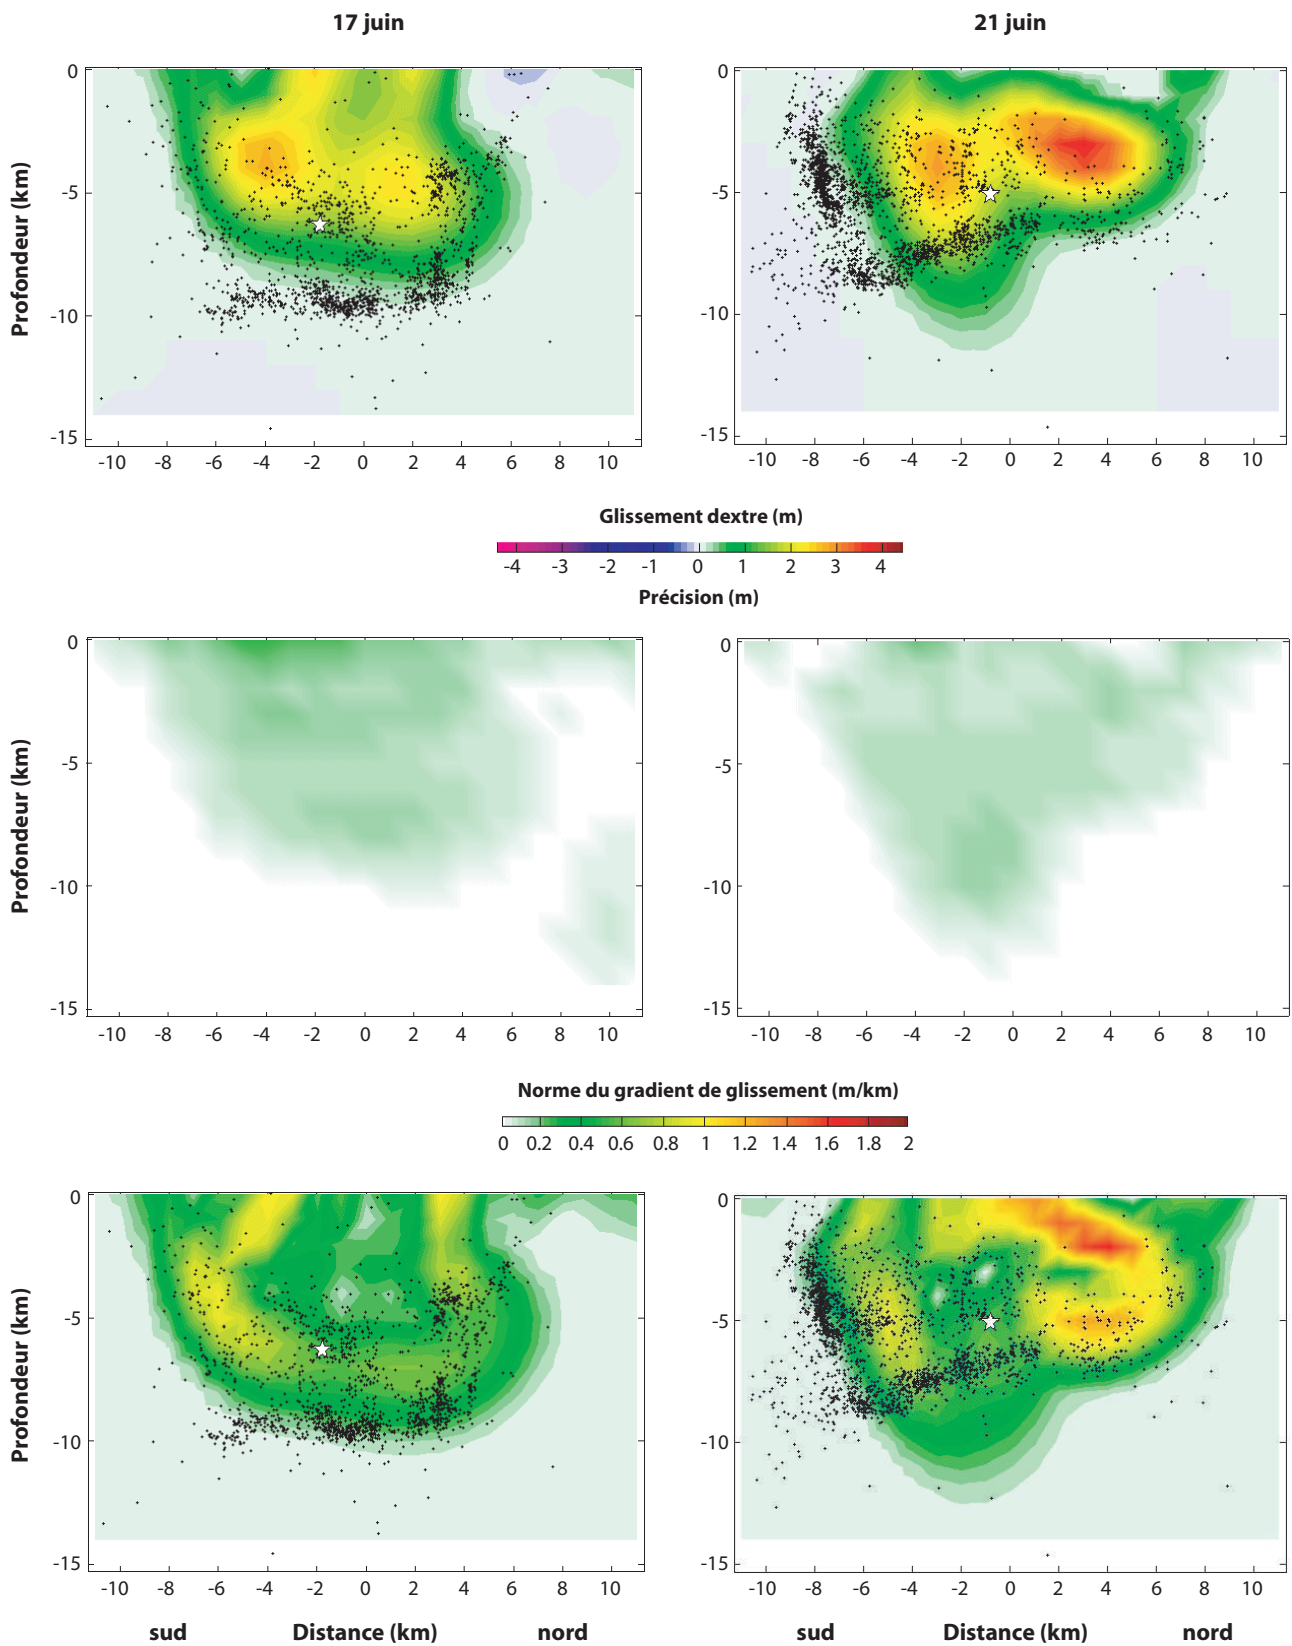 17 juin 21 juin
Profondeur (km)
0
-5
-10
-15
-10 -8 -6 -4 -2 0 2 4 6 8 10
0
-5
-10
-15
-10 -8 -6 -4 -2 0 2 4 6 8 10
Glissement dextre (m)
-4 -3 -2 -1 0 1 2 3 4
Précision (m)
Profondeur (km)
0
-5
-10
-15
-10 -8 -6 -4 -2 0 2 4 6 8 10
0
-5
-10
-15
-10 -8 -6 -4 -2 0 2 4 6 8 10
Norme du gradient de glissement (m/km)
0 0.2 0.4 0.6 0.8 1 1.2 1.4 1.6 1.8 2
Profondeur (km)
0
-5
-10
-15
-10 -8 -6 -4 -2 0 2 4 6 8 10
0
-5
-10
-15
-10 -8 -6 -4 -2 0 2 4 6 8 10
sud Distance (km) nord
sud Distance (km) nord